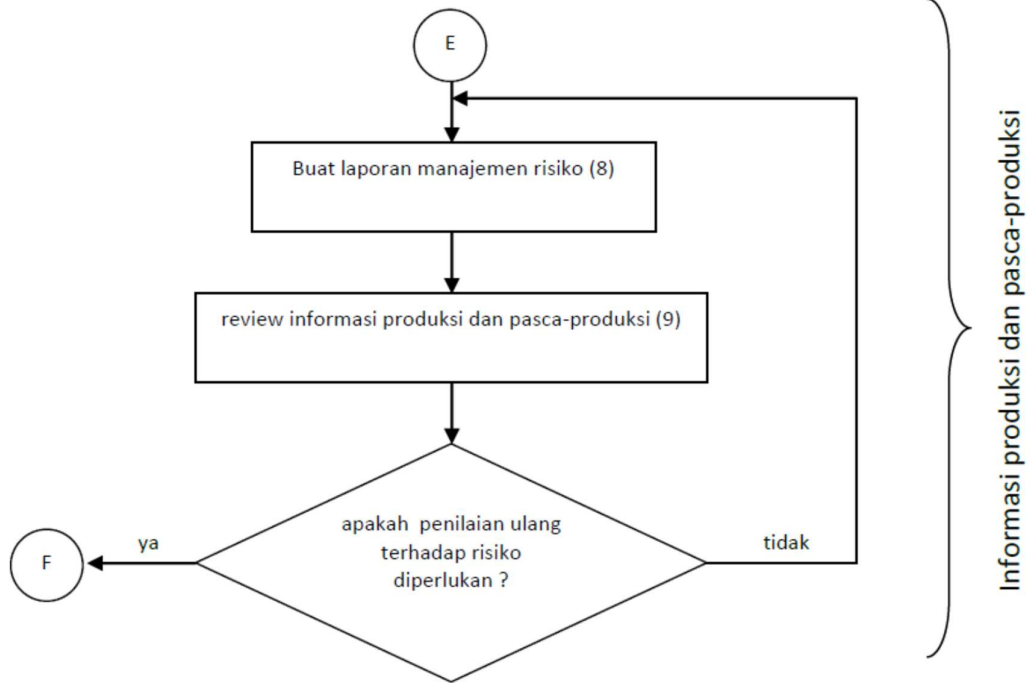 E
Buat laporan manajemen risiko (8)
review informasi produksi dan pasca-produksi (9)
apakah penilaian ulang
terhadap risiko
diperlukan ?
ya
tidak
F
Informasi produksi dan pasca-produksi